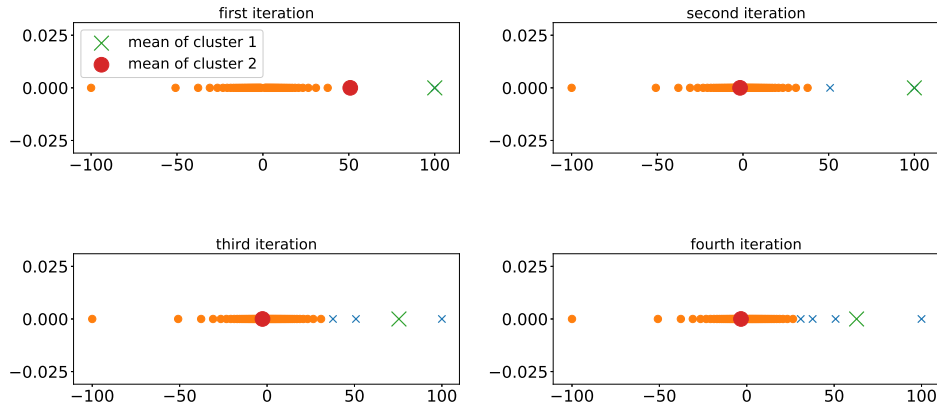 first iteration
0.025
0.000
−0.025
mean of cluster 1
mean of cluster 2
−100 −50 0 50 100
second iteration
0.025
0.000
−0.025
−100 −50 0 50 100
third iteration
0.025
0.000
−0.025
−100 −50 0 50 100
fourth iteration
0.025
0.000
−0.025
−100 −50 0 50 100